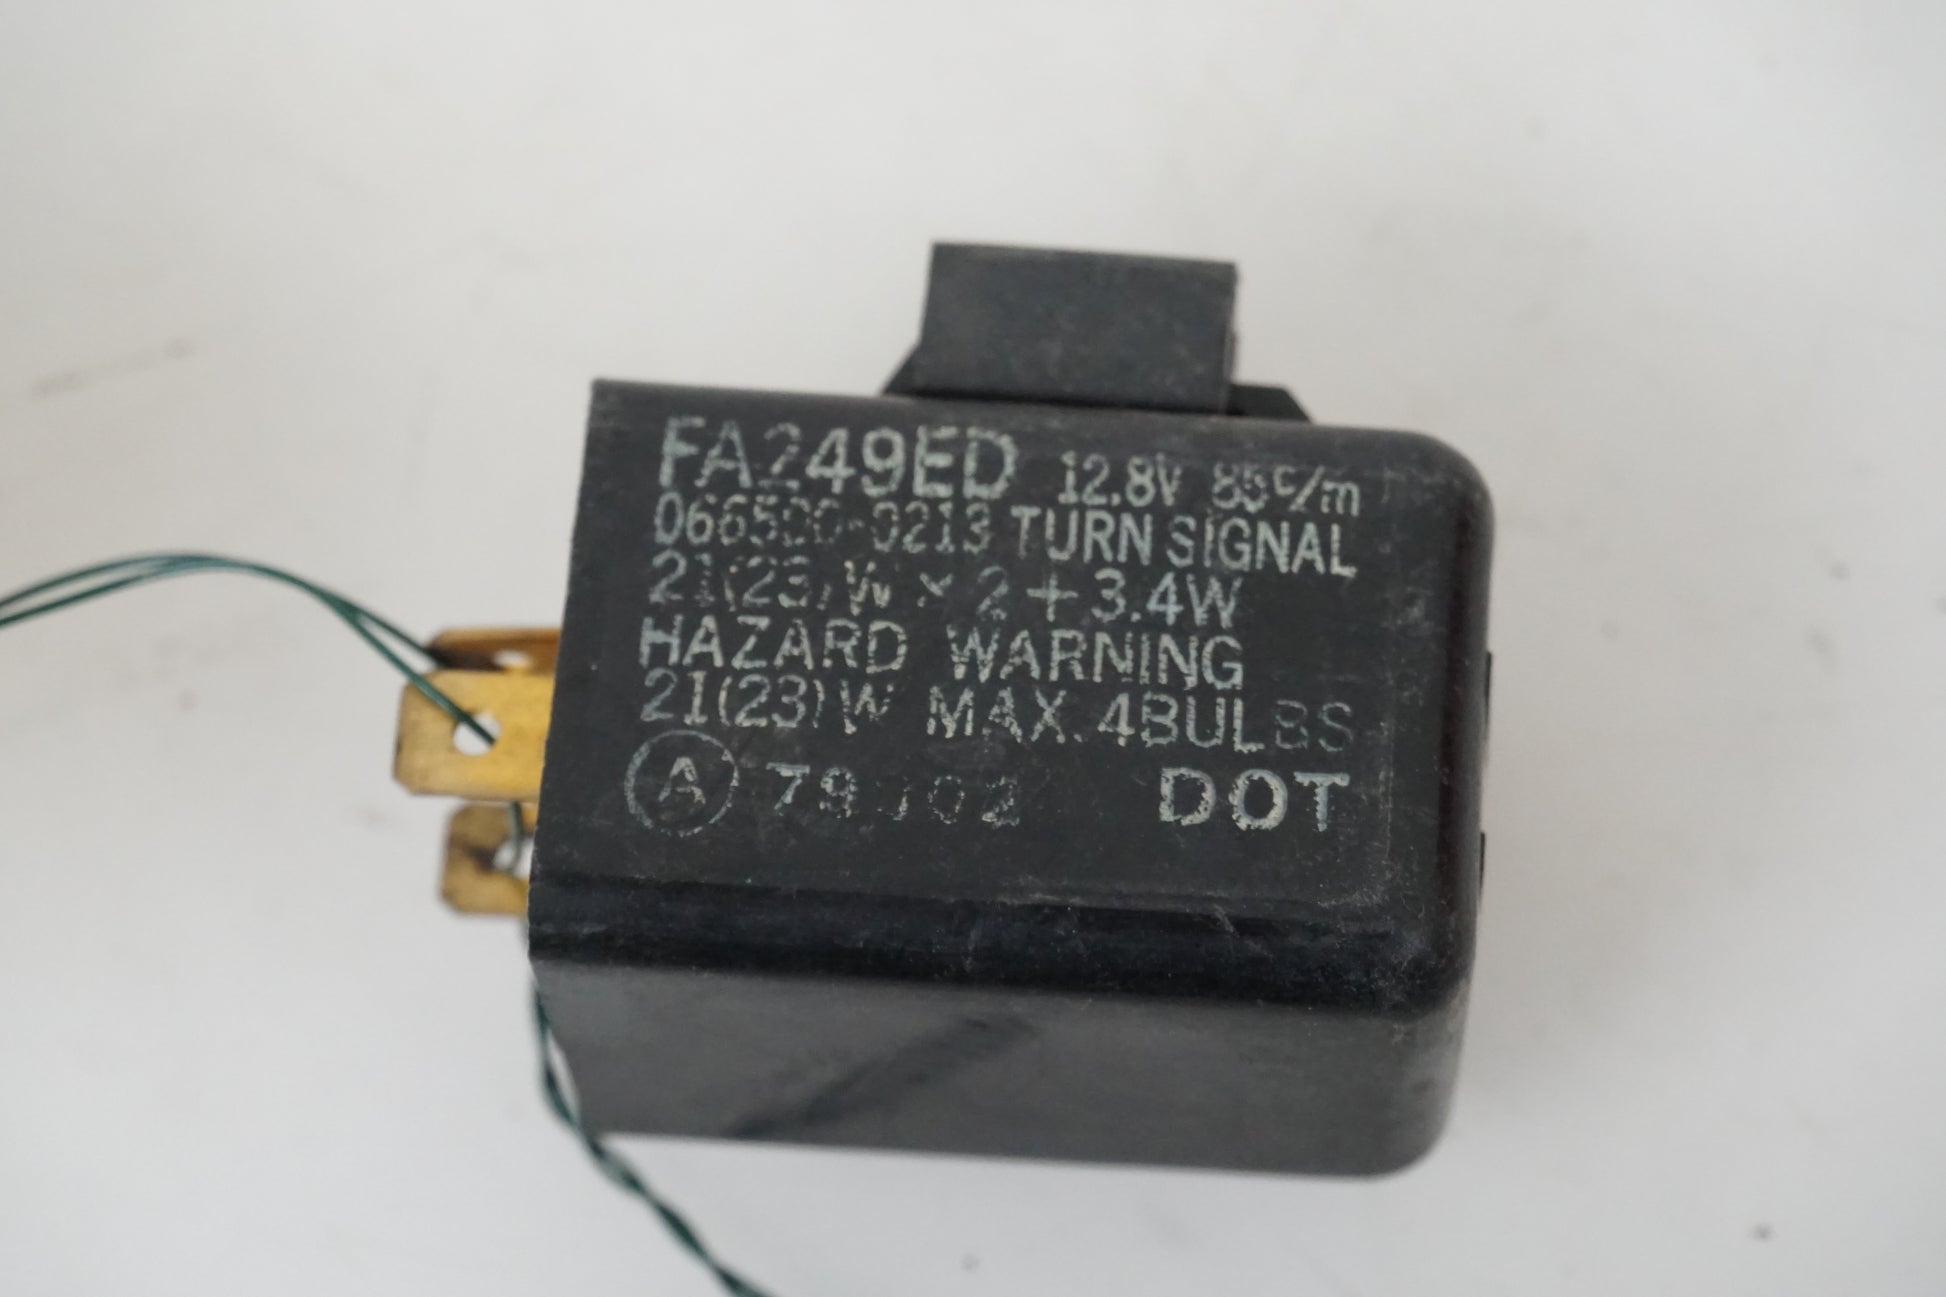 FA249ED 12.8V 85c/m
066500-0213 TURN SIGNAL
21(23)W × 2 + 3.4W
HAZARD WARNING
21(23)W MAX. 4BULBS
A DOT